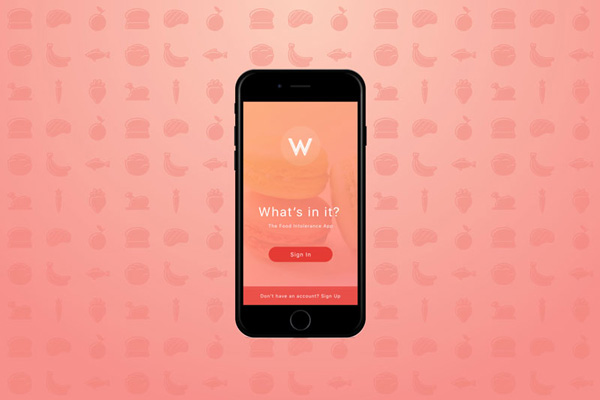 W
What's in it?
The Food Intolerance App
Sign In
Don't have an account? Sign Up